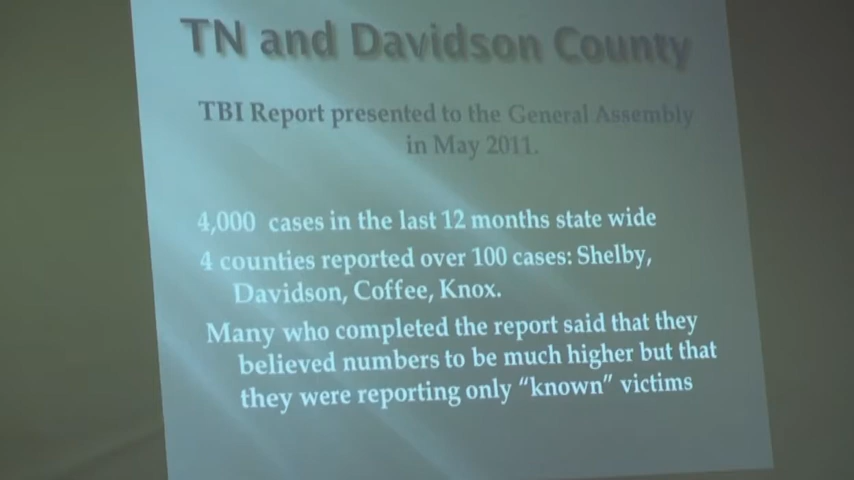 TN and Davidson County
TBI Report presented to the General Assembly
in May 2011.
4,000 cases in the last 12 months state wide
4 counties reported over 100 cases: Shelby,
Davidson, Coffee, Knox.
Many who completed the report said that they
believed numbers to be much higher but that
they were reporting only “known” victims